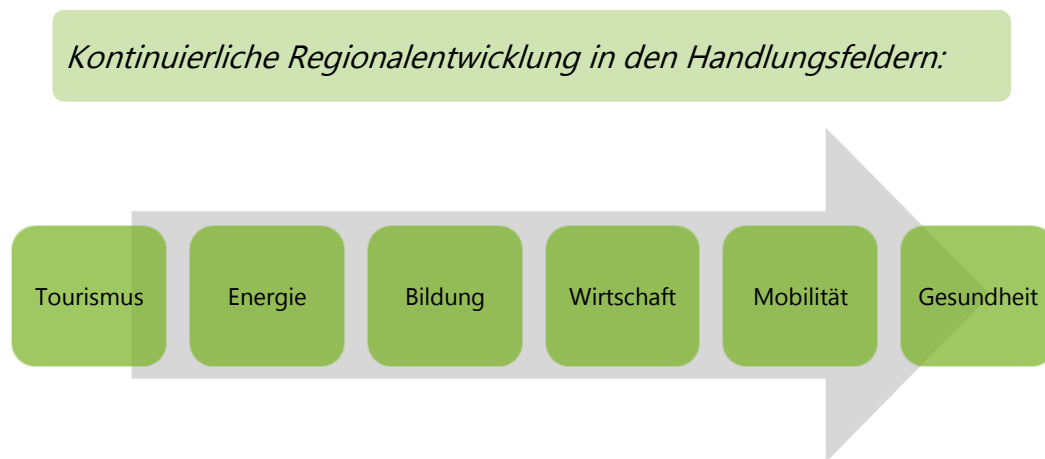 Kontinuierliche Regionalentwicklung in den Handlungsfeldern:
Tourismus
Energie
Bildung
Wirtschaft
Mobilität
Gesundheit